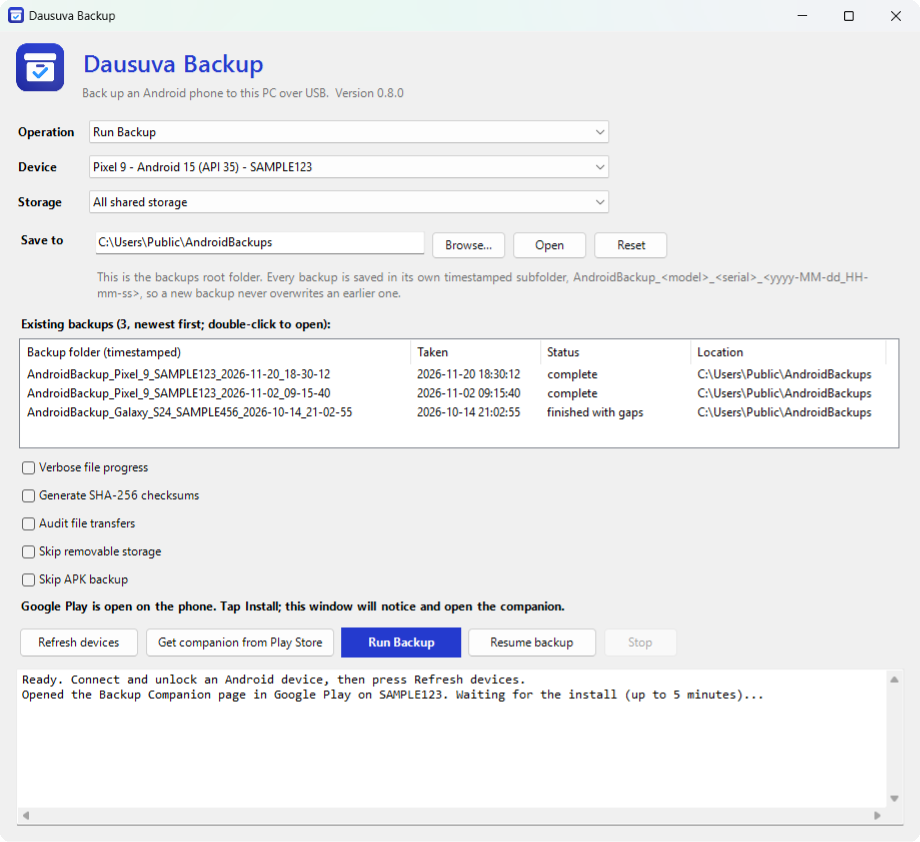 Dausuva Backup
Dausuva Backup
Back up an Android phone to this PC over USB. Version 0.8.0
Operation Run Backup
Device Pixel 9 - Android 15 (API 35) - SAMPLE123
Storage All shared storage
Save to C:\Users\Public\AndroidBackups Browse... Open Reset
This is the backups root folder. Every backup is saved in its own timestamped subfolder, AndroidBackup_<model>_<serial>_<yyyy-MM-dd_HH-
mm-ss>, so a new backup never overwrites an earlier one.
Existing backups (3, newest first; double-click to open):
Backup folder (timestamped) Taken Status Location
AndroidBackup_Pixel_9_SAMPLE123_2026-11-20_18-30-12 2026-11-20 18:30:12 complete C:\Users\Public\AndroidBackups
AndroidBackup_Pixel_9_SAMPLE123_2026-11-02_09-15-40 2026-11-02 09:15:40 complete C:\Users\Public\AndroidBackups
AndroidBackup_Galaxy_S24_SAMPLE456_2026-10-14_21-02-55 2026-10-14 21:02:55 finished with gaps C:\Users\Public\AndroidBackups
Verbose file progress
Generate SHA-256 checksums
Audit file transfers
Skip removable storage
Skip APK backup
Google Play is open on the phone. Tap Install; this window will notice and open the companion.
Refresh devices Get companion from Play Store Run Backup Resume backup Stop
Ready. Connect and unlock an Android device, then press Refresh devices.
Opened the Backup Companion page in Google Play on SAMPLE123. Waiting for the install (up to 5 minutes)...